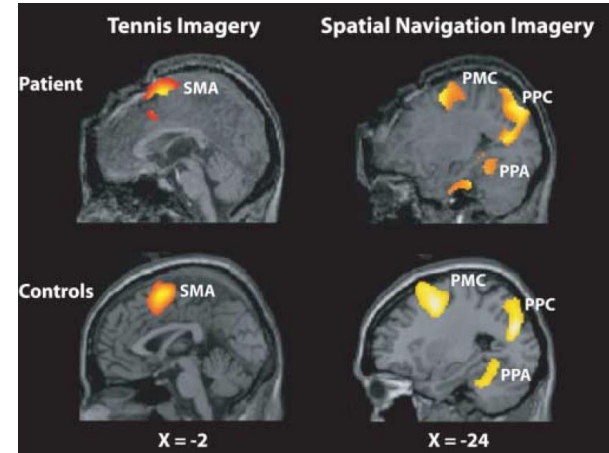 Tennis Imagery
Spatial Navigation Imagery
Patient
SMA
PMC
PPC
PPA
Controls
SMA
PMC
PPC
PPA
X = -2
X = -24